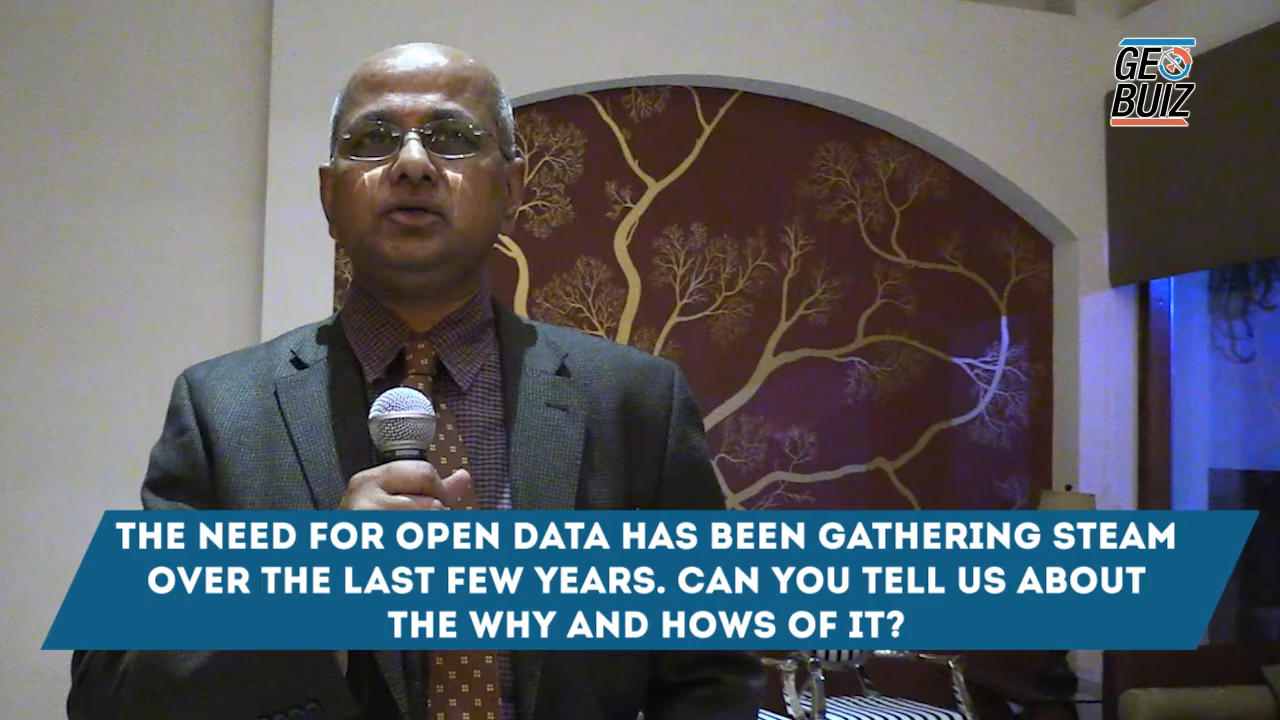 GEO
BUIZ
THE NEED FOR OPEN DATA HAS BEEN GATHERING STEAM
OVER THE LAST FEW YEARS. CAN YOU TELL US ABOUT
THE WHY AND HOWS OF IT?